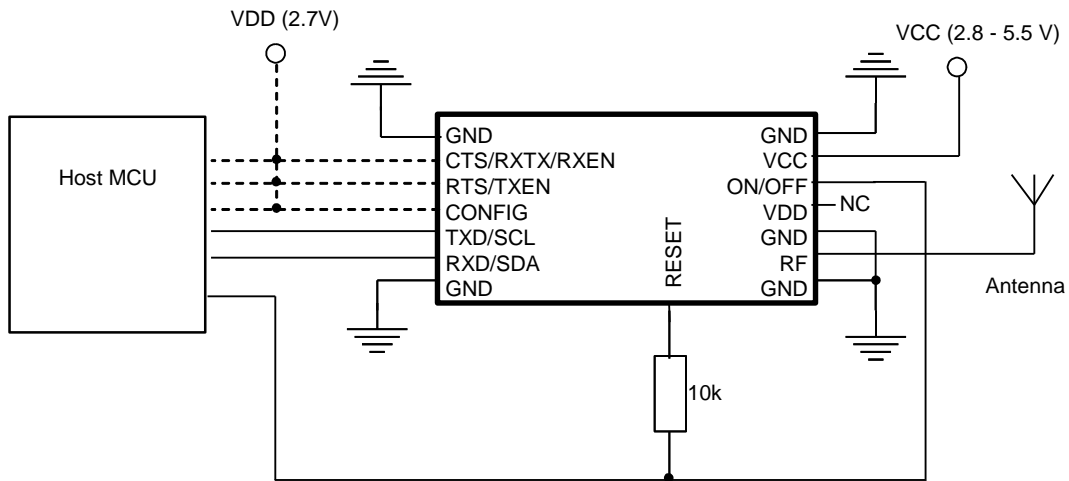 VDD (2.7V)
VCC (2.8 - 5.5 V)
Host MCU
GND
CTS/RXTX/RXEN
RTS/TXEN
CONFIG
TXD/SCL
RXD/SDA
GND
RESET
GND
VCC
ON/OFF
VDD
NC
GND
RF
GND
Antenna
10k